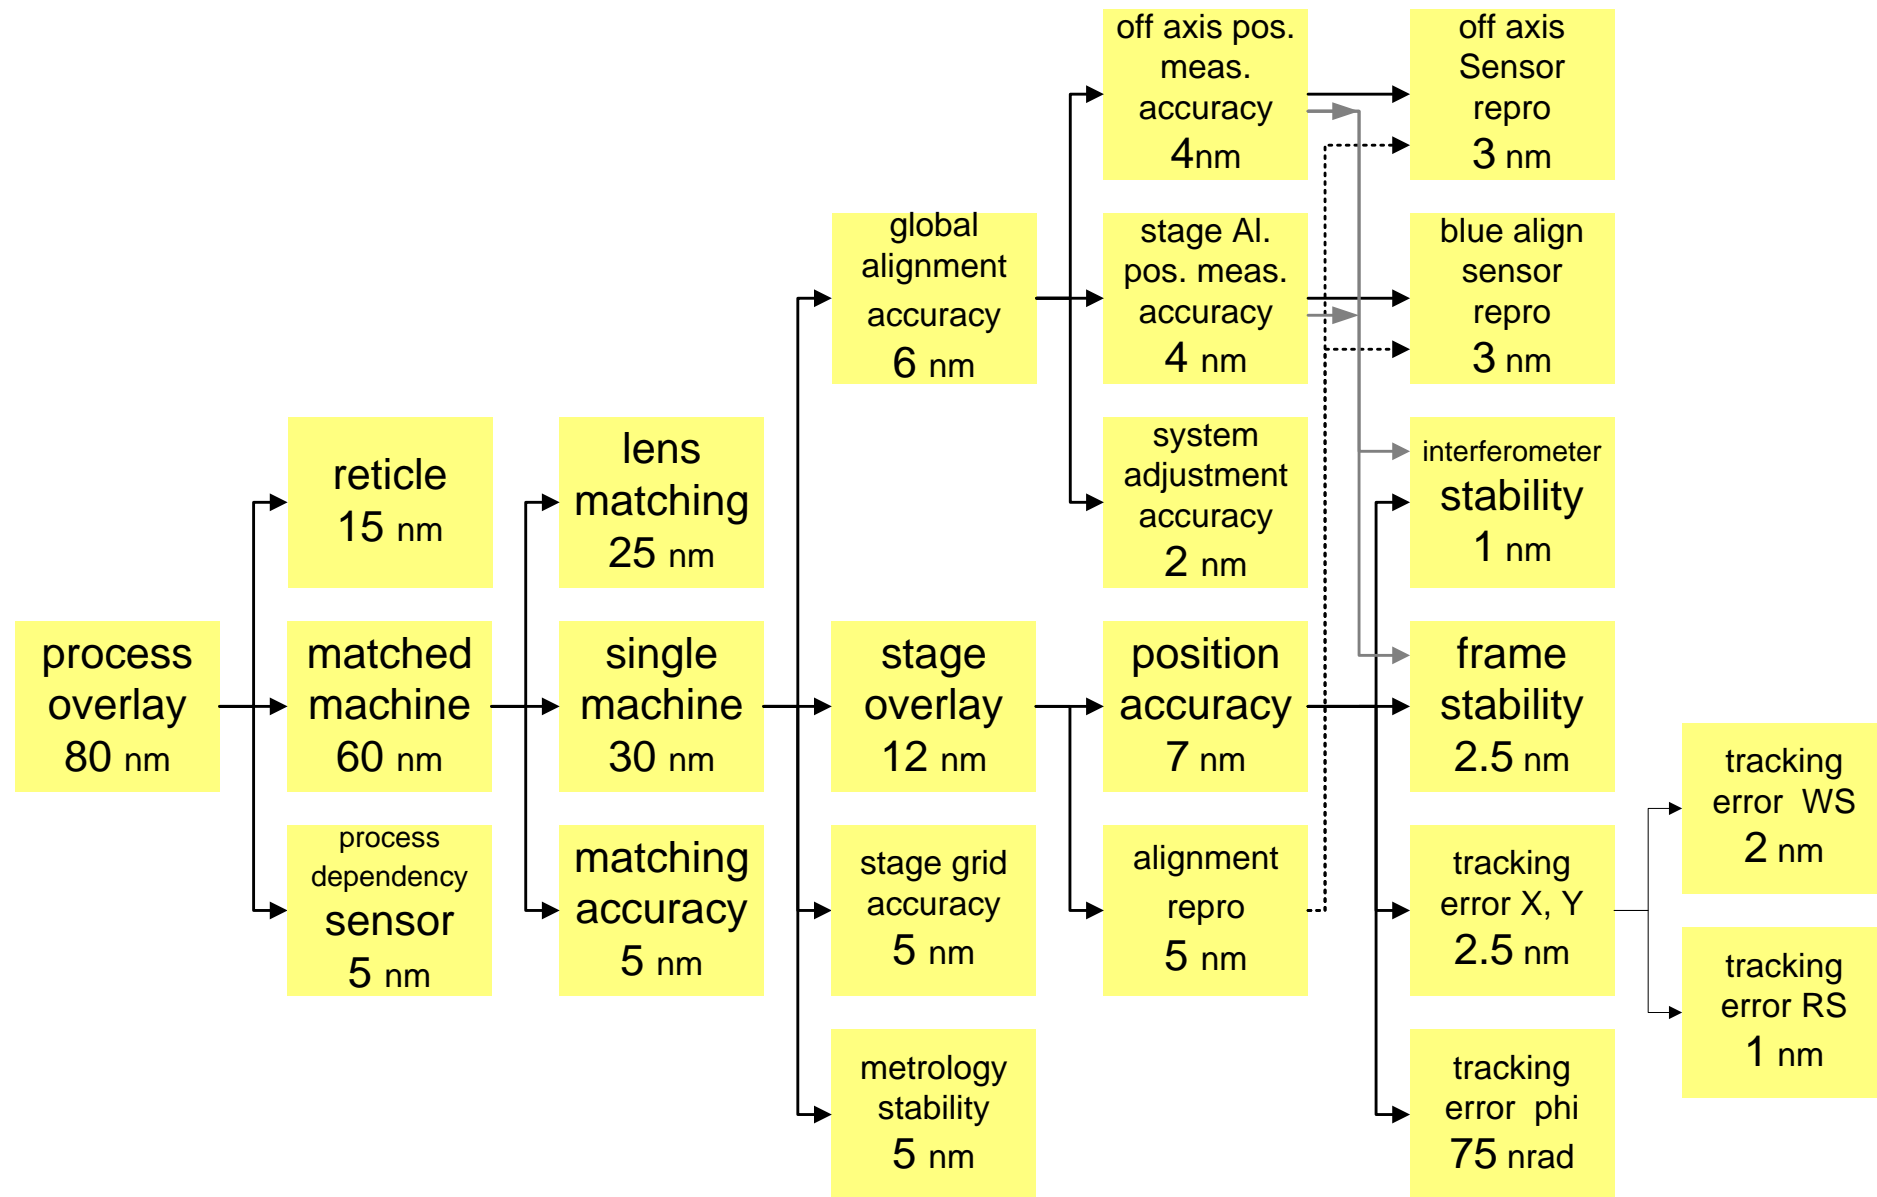 process
overlay
80 nm
reticle
15 nm
matched
machine
60 nm
process
dependency
sensor
5 nm
lens
matching
25 nm
single
machine
30 nm
matching
accuracy
5 nm
global
alignment
accuracy
6 nm
stage
overlay
12 nm
stage grid
accuracy
5 nm
metrology
stability
5 nm
off axis pos.
meas.
accuracy
4nm
stage Al.
pos. meas.
accuracy
4 nm
system
adjustment
accuracy
2 nm
position
accuracy
7 nm
alignment
repro
5 nm
off axis
Sensor
repro
3 nm
blue align
sensor
repro
3 nm
interferometer
stability
1 nm
frame
stability
2.5 nm
tracking
error X, Y
2.5 nm
tracking
error phi
75 nrad
tracking
error WS
2 nm
tracking
error RS
1 nm